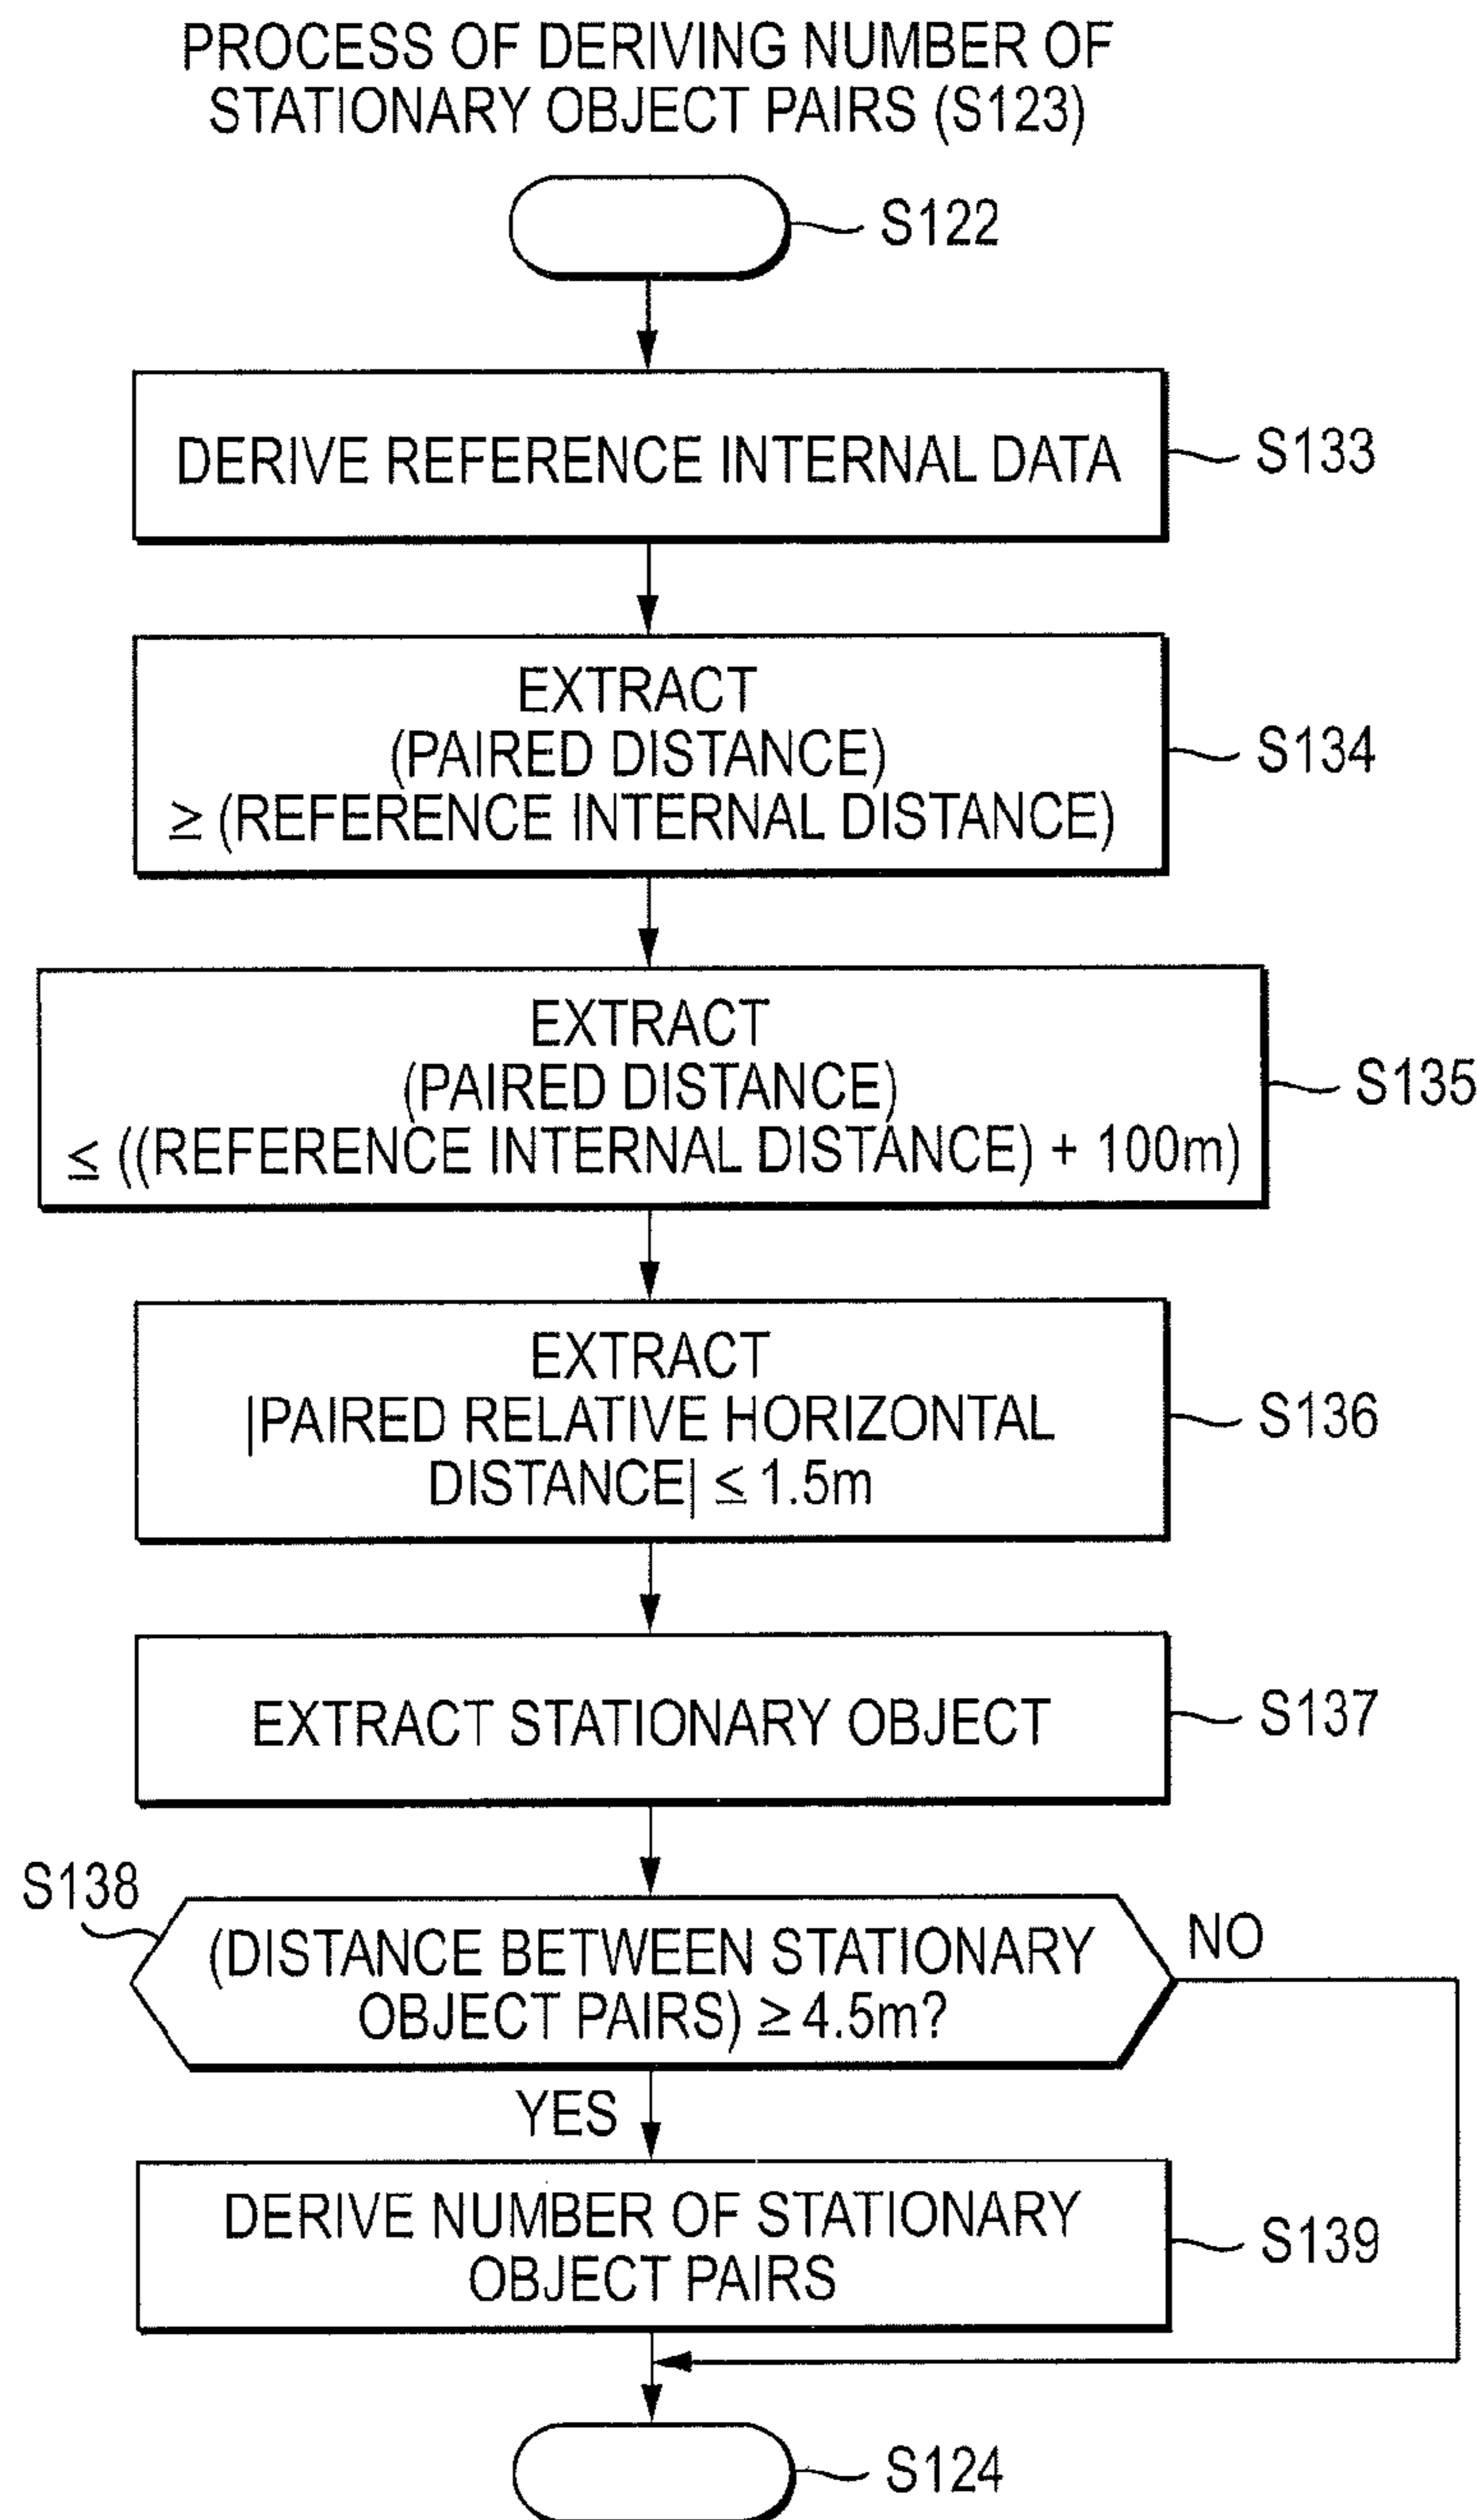 PROCESS OF DERIVING NUMBER OF
STATIONARY OBJECT PAIRS (S123)
S122
DERIVE REFERENCE INTERNAL DATA
S133
EXTRACT
(PAIRED DISTANCE)
≥ (REFERENCE INTERNAL DISTANCE)
S134
EXTRACT
(PAIRED DISTANCE)
≤ ((REFERENCE INTERNAL DISTANCE) + 100m)
S135
EXTRACT
|PAIRED RELATIVE HORIZONTAL
DISTANCE| ≤ 1.5m
S136
EXTRACT STATIONARY OBJECT
S137
S138
(DISTANCE BETWEEN STATIONARY
OBJECT PAIRS) ≥ 4.5m?
NO
YES
DERIVE NUMBER OF STATIONARY
OBJECT PAIRS
S139
S124